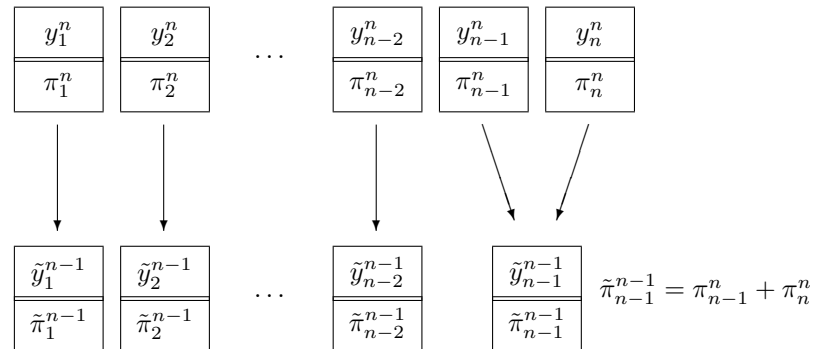 y_1^n y_2^n … y_{n-2}^n y_{n-1}^n y_n^n
π_1^n π_2^n π_{n-2}^n π_{n-1}^n π_n^n
ỹ_1^{n-1} ỹ_2^{n-1} … ỹ_{n-2}^{n-1} ỹ_{n-1}^{n-1} π̃_{n-1}^{n-1} = π_{n-1}^n + π_n^n
π̃_1^{n-1} π̃_2^{n-1} π̃_{n-2}^{n-1} π̃_{n-1}^{n-1}